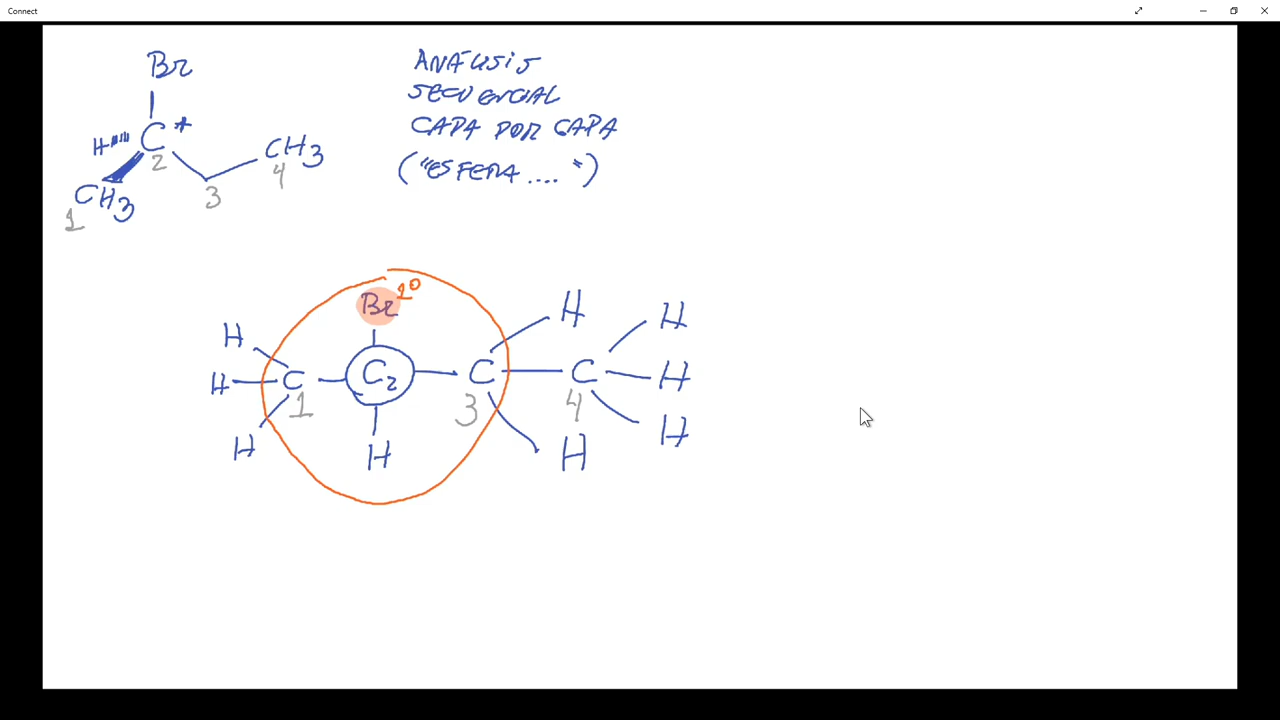 Connect
Br
H C *
2
CH3
4
CH3
1
3
ANÁLISIS
SECUENCIAL
CAPA POR CAPA
("ESFERA .... ")
Br 1º
H H H
H C C2 C C H
1 3 4
H H H H